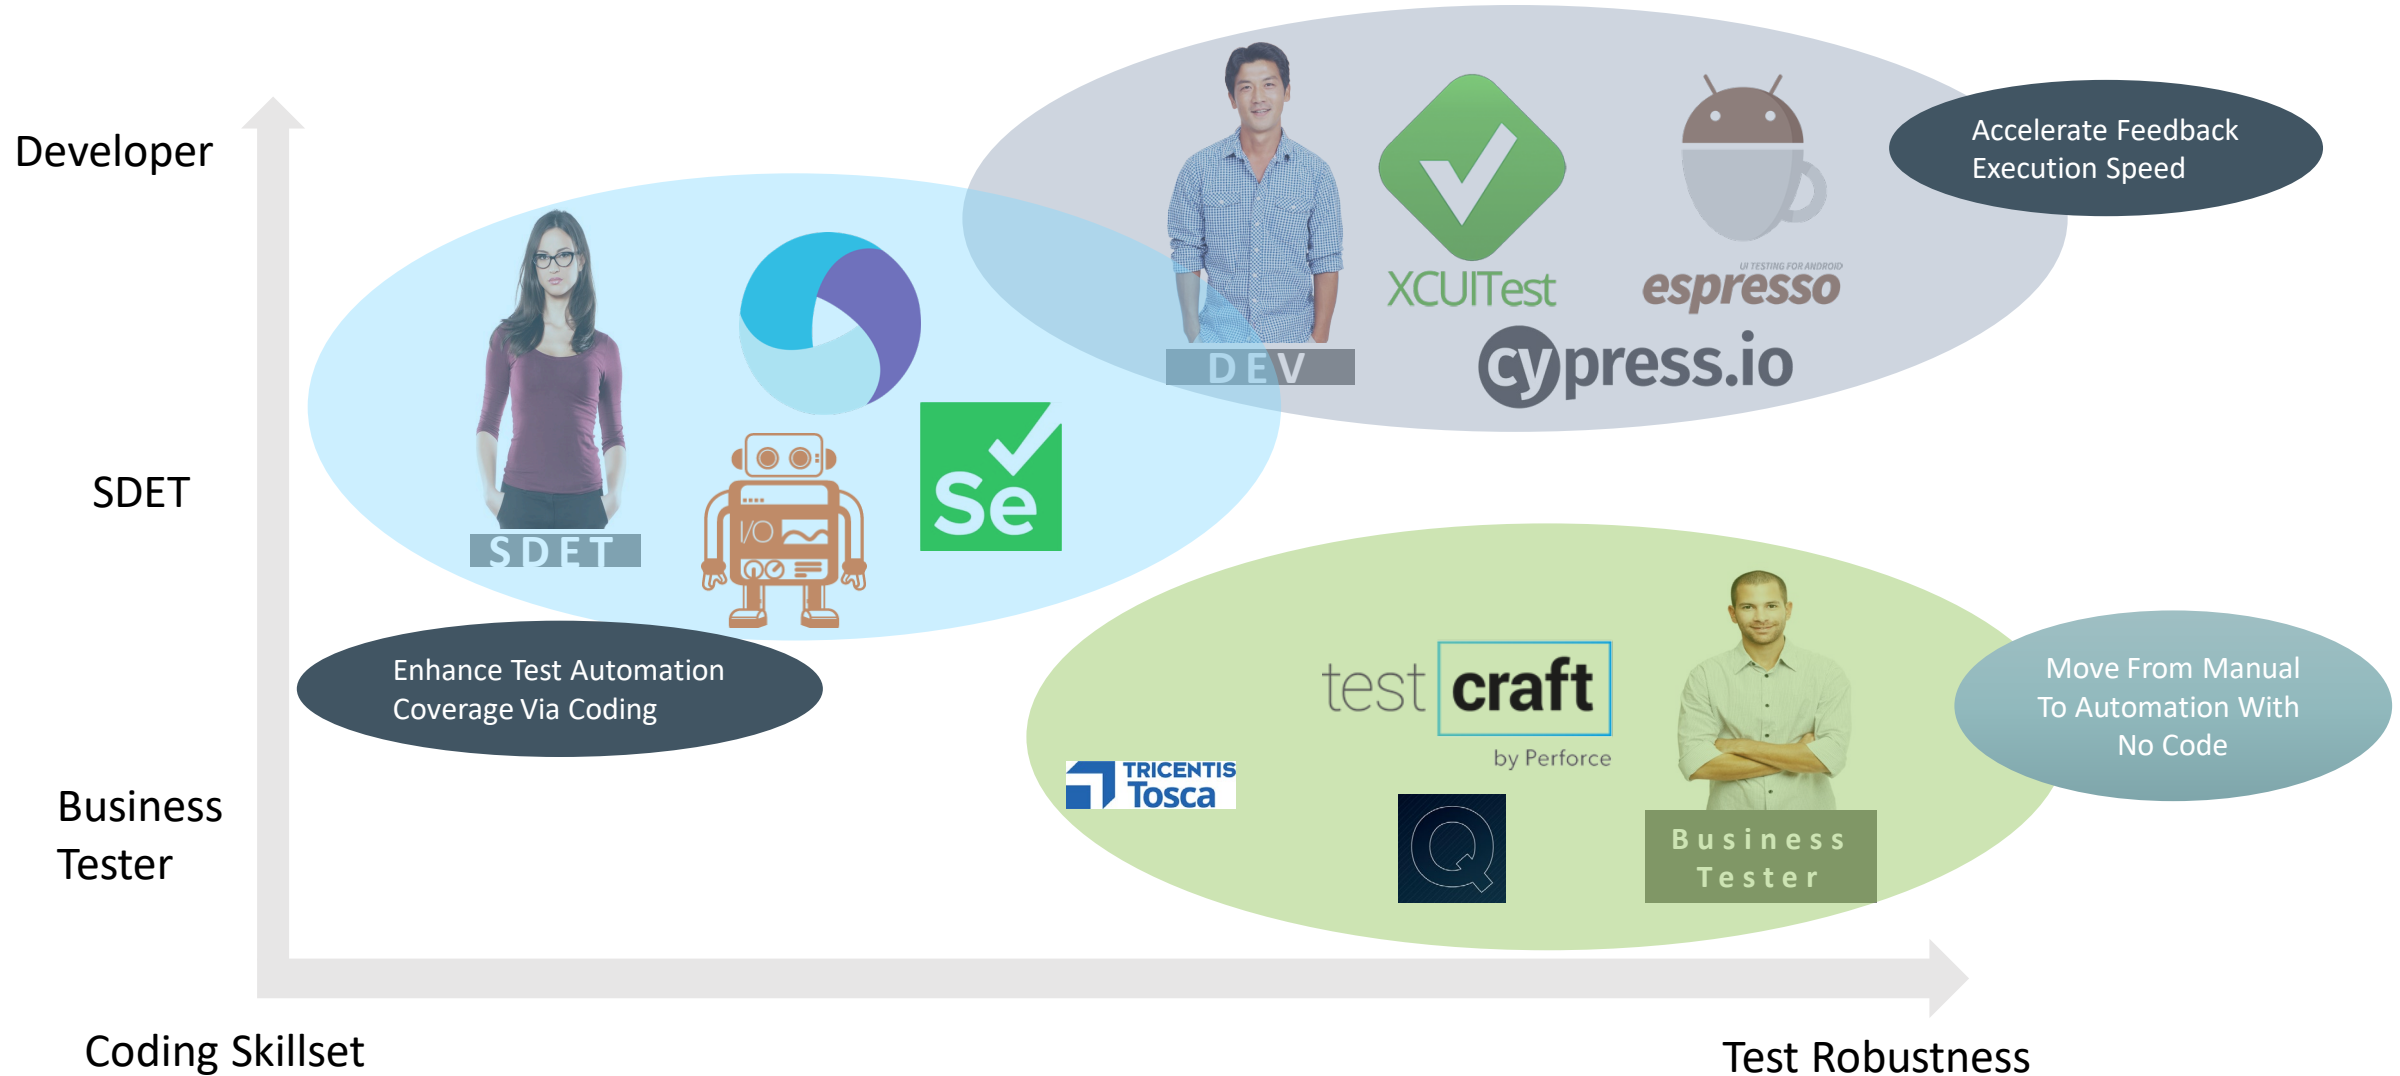 Developer
SDET
Business
Tester
Coding Skillset
Test Robustness
SDET
I/O
Se
Enhance Test Automation
Coverage Via Coding
DEV
XCUITest
UI TESTING FOR ANDROID
espresso
cypress.io
Accelerate Feedback
Execution Speed
test craft
by Perforce
TRICENTIS
Tosca
Q
Business
Tester
Move From Manual
To Automation With
No Code